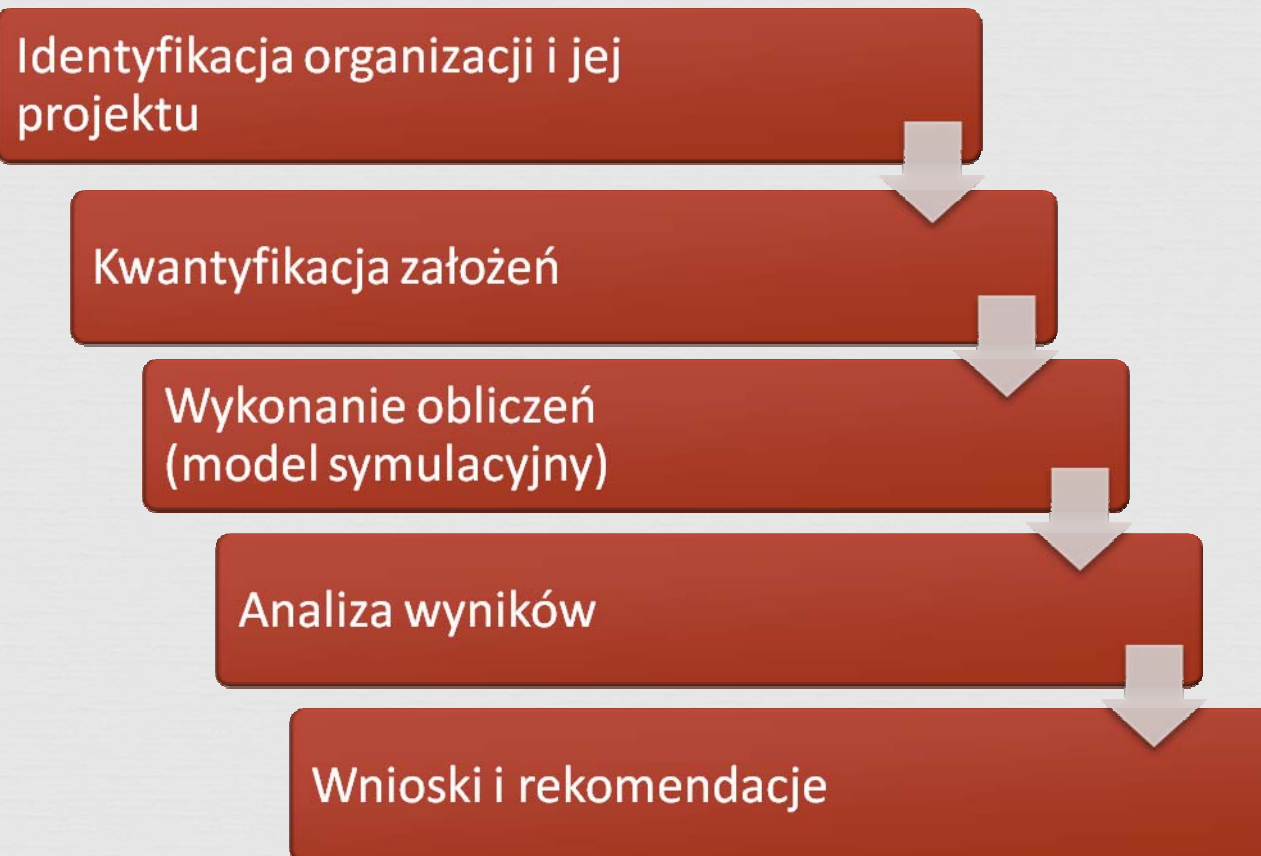 Identyfikacja organizacji i jej
projektu
Kwantyfikacja założeń
Wykonanie obliczeń
(model symulacyjny)
Analiza wyników
Wnioski i rekomendacje